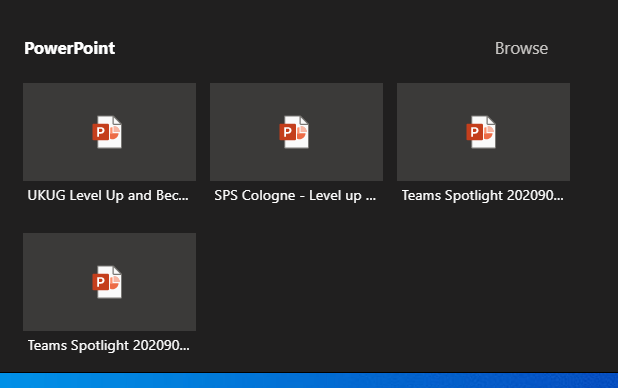 PowerPoint
Browse
P
P
P
UKUG Level Up and Bec...
SPS Cologne - Level up ...
Teams Spotlight 202090...
P
Teams Spotlight 202090...